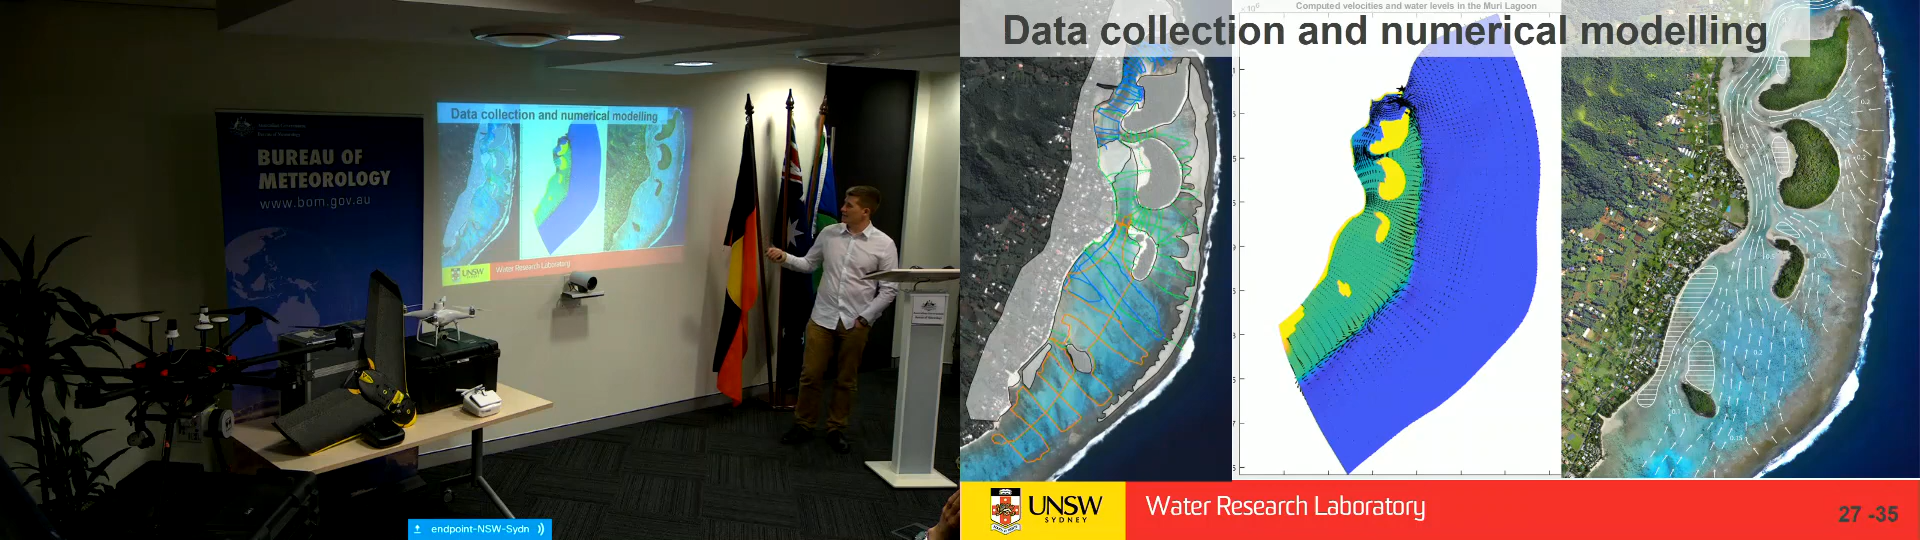 BUREAU OF
METEOROLOGY
www.bom.gov.au
Data collection and numerical modelling
UNSW
Water Research Laboratory
endpoint-NSW-Sydn
Computed velocities and water levels in the Muri Lagoon
Data collection and numerical modelling
UNSW
SYDNEY
Water Research Laboratory
27 -35